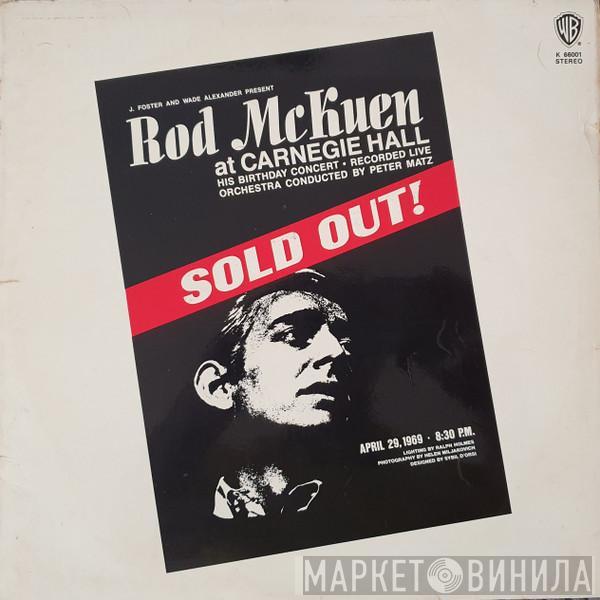 WB
K 66001
STEREO
J. FOSTER AND WADE ALEXANDER PRESENT
Rod McKuen
at CARNEGIE HALL
HIS BIRTHDAY CONCERT • RECORDED LIVE
ORCHESTRA CONDUCTED BY PETER MATZ
SOLD OUT!
APRIL 29, 1969 · 8:30 P.M.
LIGHTING BY RALPH HOLMES
PHOTOGRAPHY BY HELEN MILJAKOVICH
DESIGNED BY SYBIL D'ORSI
МАРКЕТ ВИНИЛА